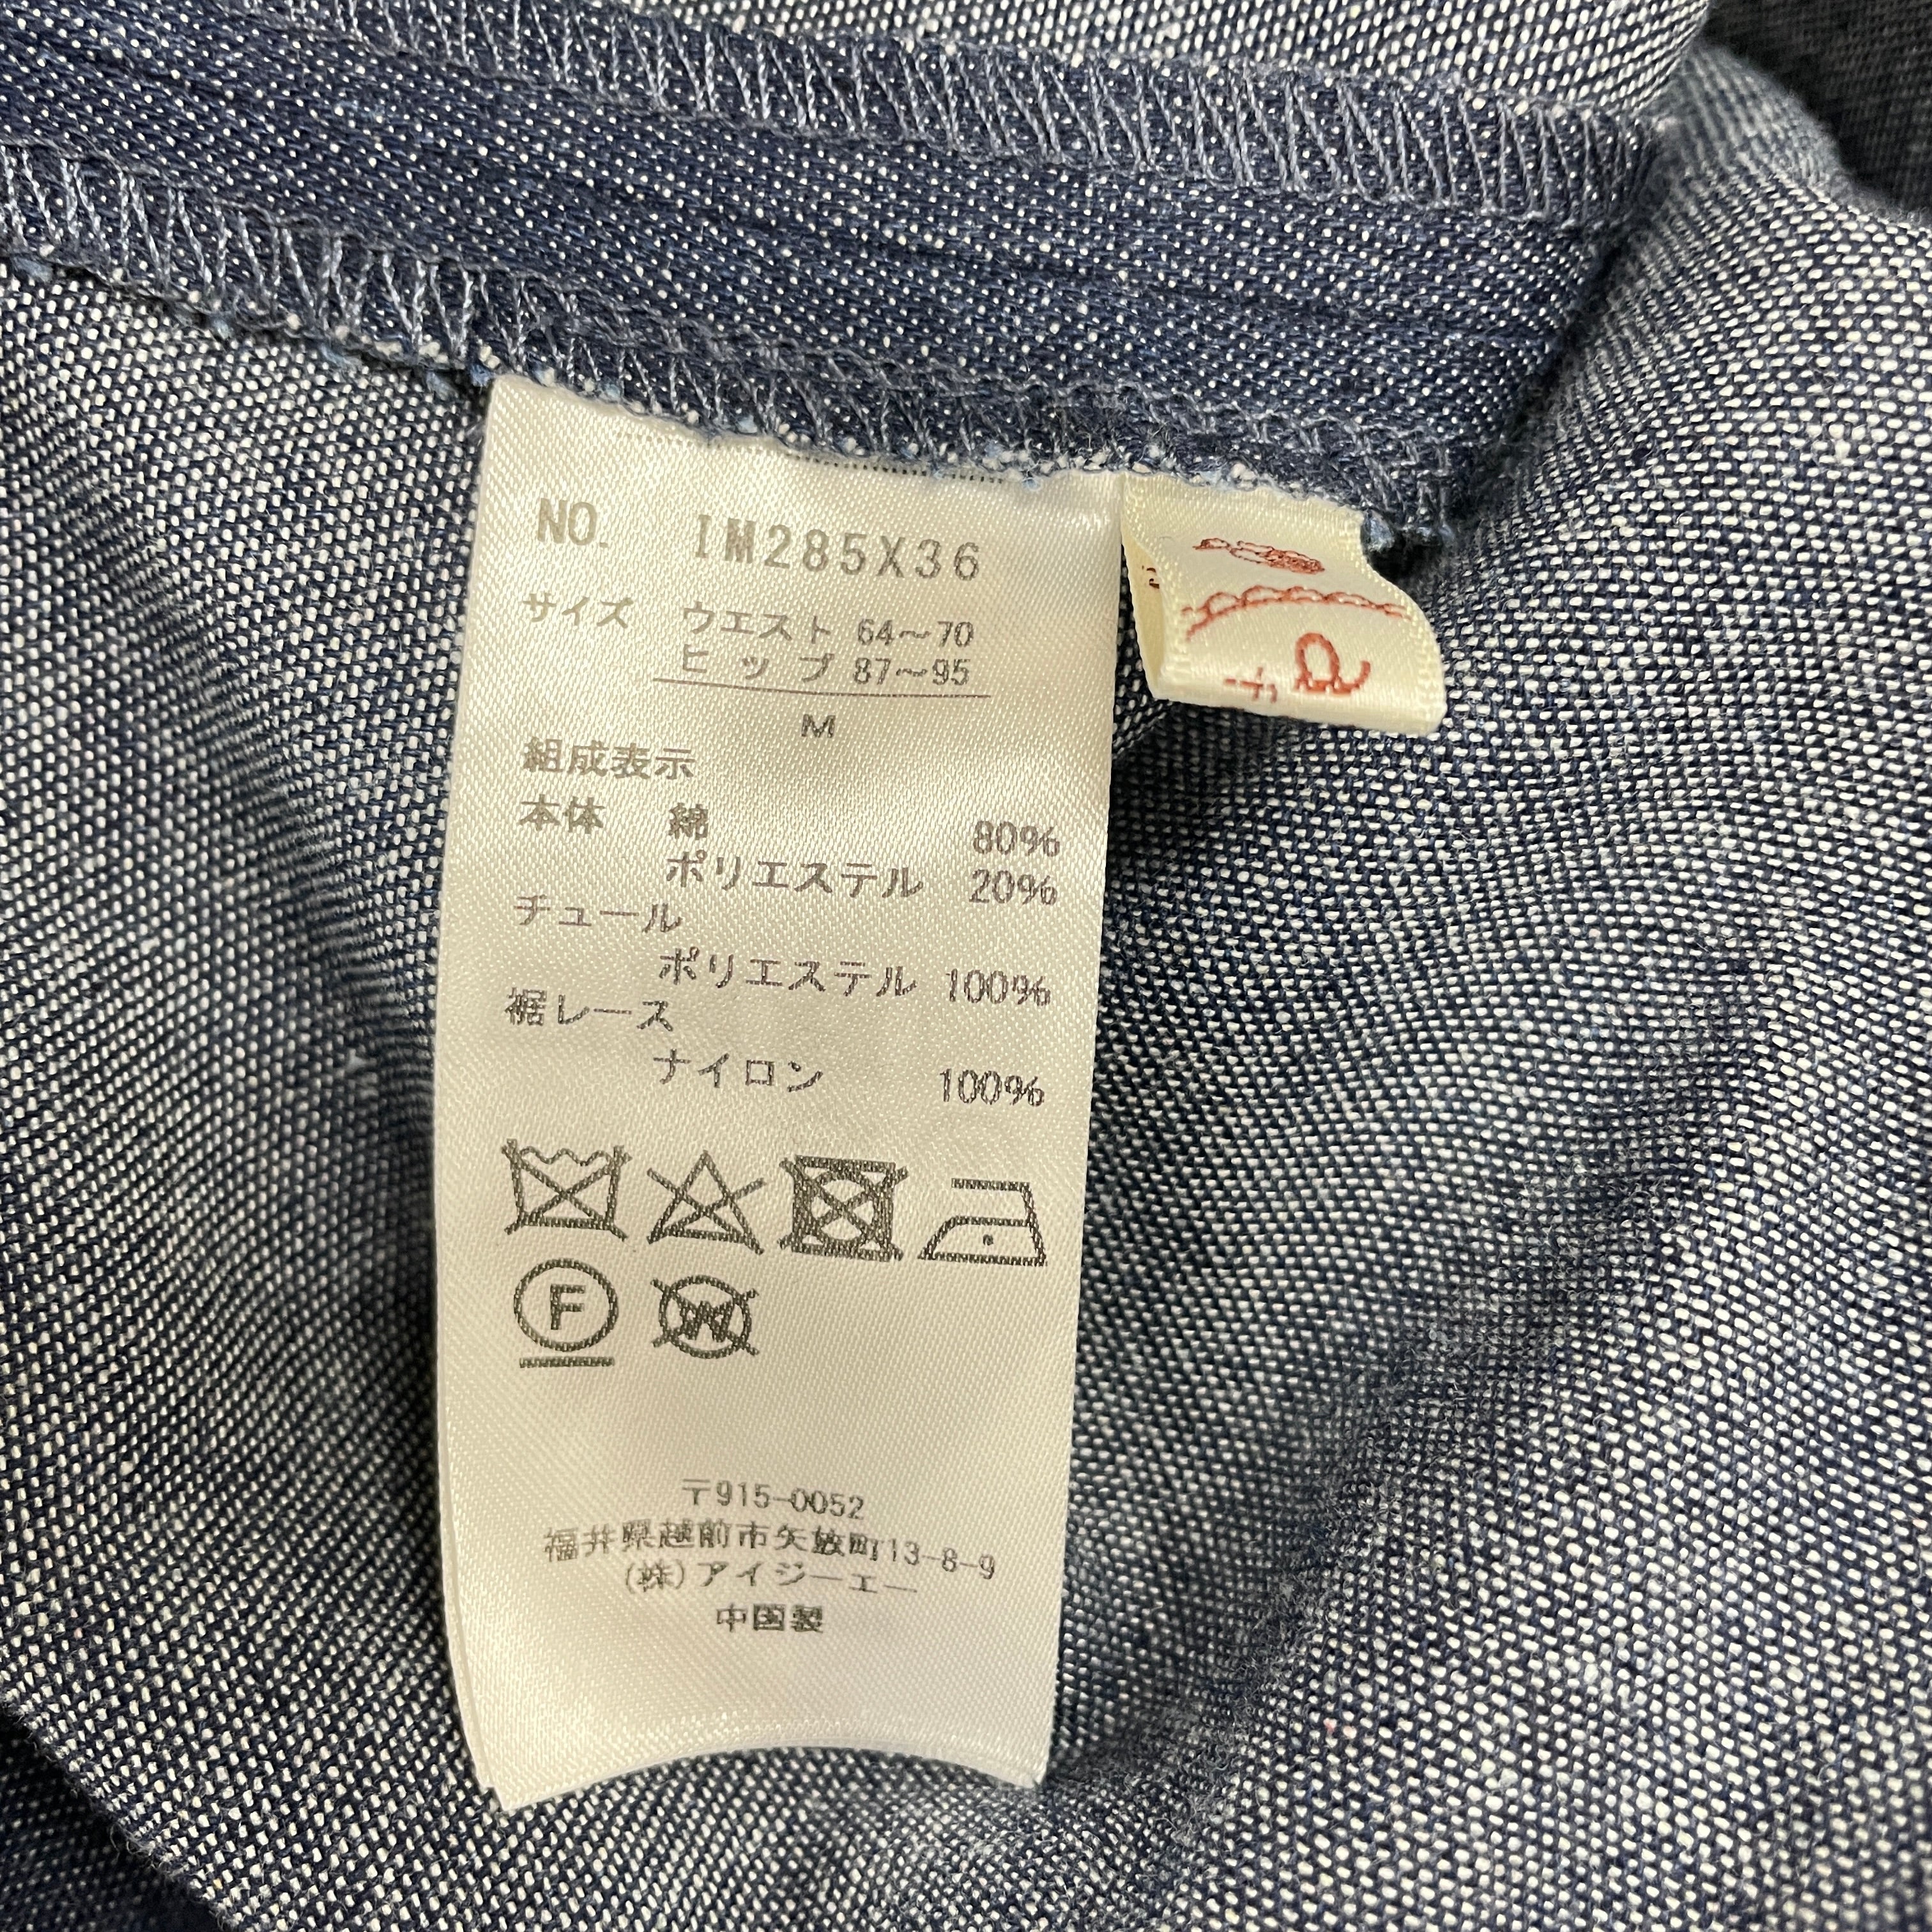 NO. IM285X36
サイズ ウエスト 64～70
ヒップ 87～95
M
組成表示
本体 綿 80%
ポリエステル 20%
チュール
ポリエステル 100%
裾レース
ナイロン 100%
F W
〒915-0052
福井県越前市矢放町13-8-9
(株)アイジーエー
中国製